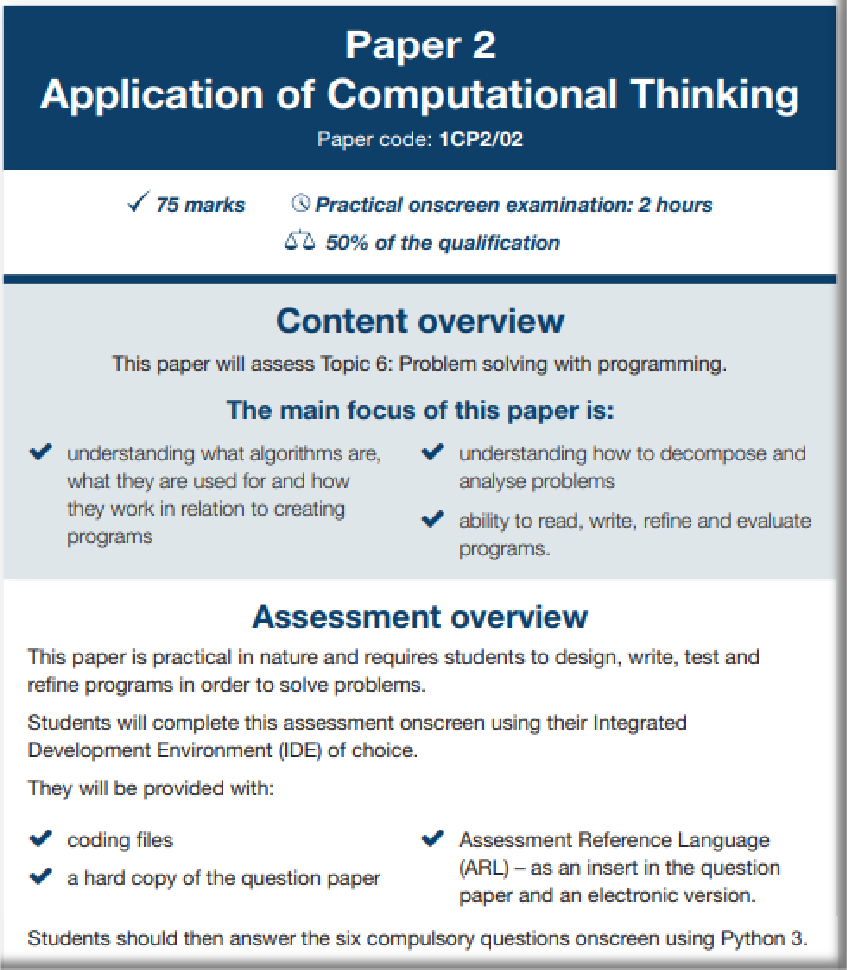 Paper 2
Application of Computational Thinking
Paper code: 1CP2/02
75 marks
Practical onscreen examination: 2 hours
50% of the qualification
Content overview
This paper will assess Topic 6: Problem solving with programming.
The main focus of this paper is:
understanding what algorithms are,
what they are used for and how
they work in relation to creating
programs
understanding how to decompose and
analyse problems
ability to read, write, refine and evaluate
programs.
Assessment overview
This paper is practical in nature and requires students to design, write, test and
refine programs in order to solve problems.
Students will complete this assessment onscreen using their Integrated
Development Environment (IDE) of choice.
They will be provided with:
coding files
a hard copy of the question paper
Assessment Reference Language
(ARL) – as an insert in the question
paper and an electronic version.
Students should then answer the six compulsory questions onscreen using Python 3.